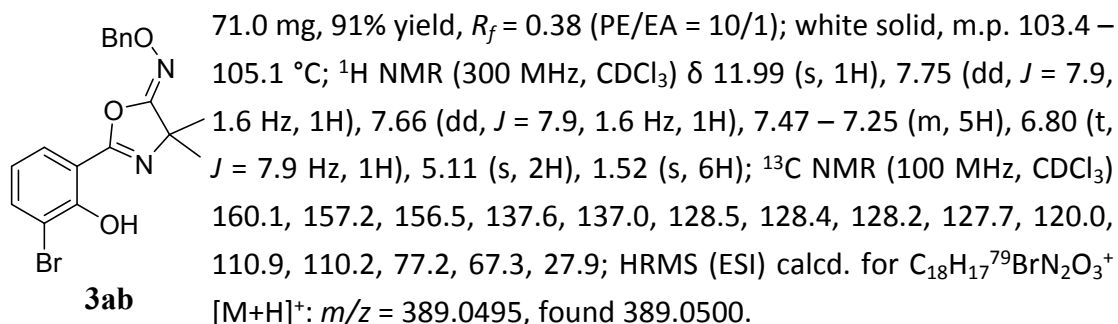 BnO
N
O
N
OH
Br
3ab
71.0 mg, 91% yield, Rf = 0.38 (PE/EA = 10/1); white solid, m.p. 103.4 –
105.1 °C; ¹H NMR (300 MHz, CDCl₃) δ 11.99 (s, 1H), 7.75 (dd, J = 7.9,
1.6 Hz, 1H), 7.66 (dd, J = 7.9, 1.6 Hz, 1H), 7.47 – 7.25 (m, 5H), 6.80 (t,
J = 7.9 Hz, 1H), 5.11 (s, 2H), 1.52 (s, 6H); ¹³C NMR (100 MHz, CDCl₃)
160.1, 157.2, 156.5, 137.6, 137.0, 128.5, 128.4, 128.2, 127.7, 120.0,
110.9, 110.2, 77.2, 67.3, 27.9; HRMS (ESI) calcd. for C₁₈H₁₇⁷⁹BrN₂O₃⁺
[M+H]⁺: m/z = 389.0495, found 389.0500.